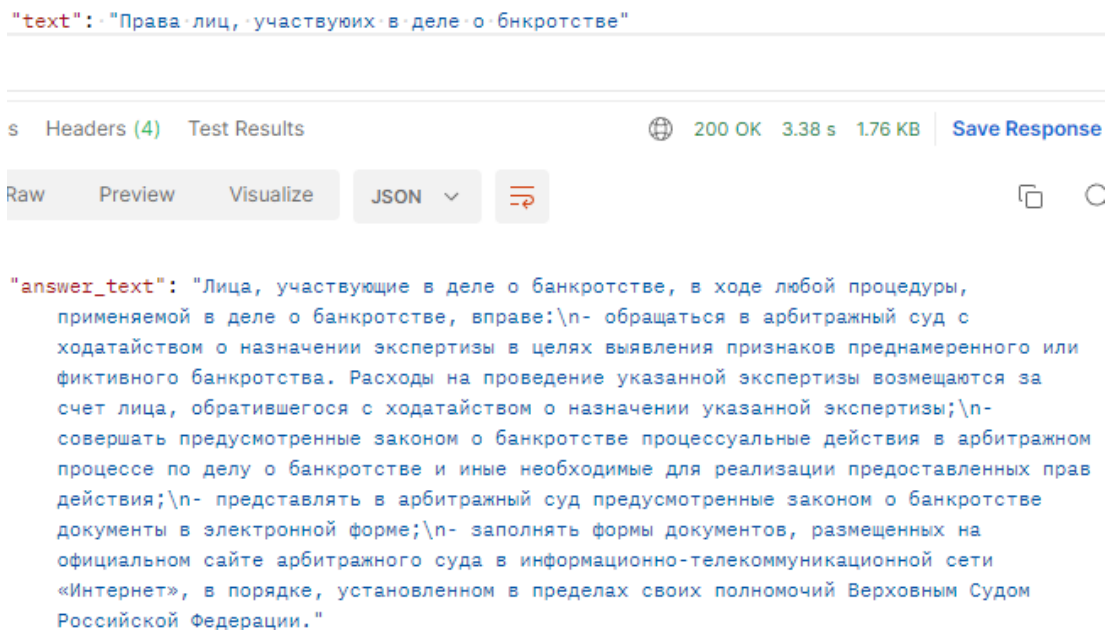 "text": "Права лиц, участвуюих в деле о бнкротстве"
s Headers (4) Test Results 200 OK 3.38 s 1.76 KB Save Response
Raw Preview Visualize JSON
"answer_text": "Лица, участвующие в деле о банкротстве, в ходе любой процедуры,
применяемой в деле о банкротстве, вправе:\n- обращаться в арбитражный суд с
ходатайством о назначении экспертизы в целях выявления признаков преднамеренного или
фиктивного банкротства. Расходы на проведение указанной экспертизы возмещаются за
счет лица, обратившегося с ходатайством о назначении указанной экспертизы;\n-
совершать предусмотренные законом о банкротстве процессуальные действия в арбитражном
процессе по делу о банкротстве и иные необходимые для реализации предоставленных прав
действия;\n- представлять в арбитражный суд предусмотренные законом о банкротстве
документы в электронной форме;\n- заполнять формы документов, размещенных на
официальном сайте арбитражного суда в информационно-телекоммуникационной сети
«Интернет», в порядке, установленном в пределах своих полномочий Верховным Судом
Российской Федерации."